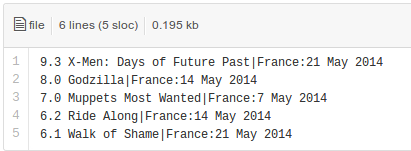 file 6 lines (5 sloc) 0.195 kb
1 9.3 X-Men: Days of Future Past|France:21 May 2014
2 8.0 Godzilla|France:14 May 2014
3 7.0 Muppets Most Wanted|France:7 May 2014
4 6.2 Ride Along|France:14 May 2014
5 6.1 Walk of Shame|France:21 May 2014